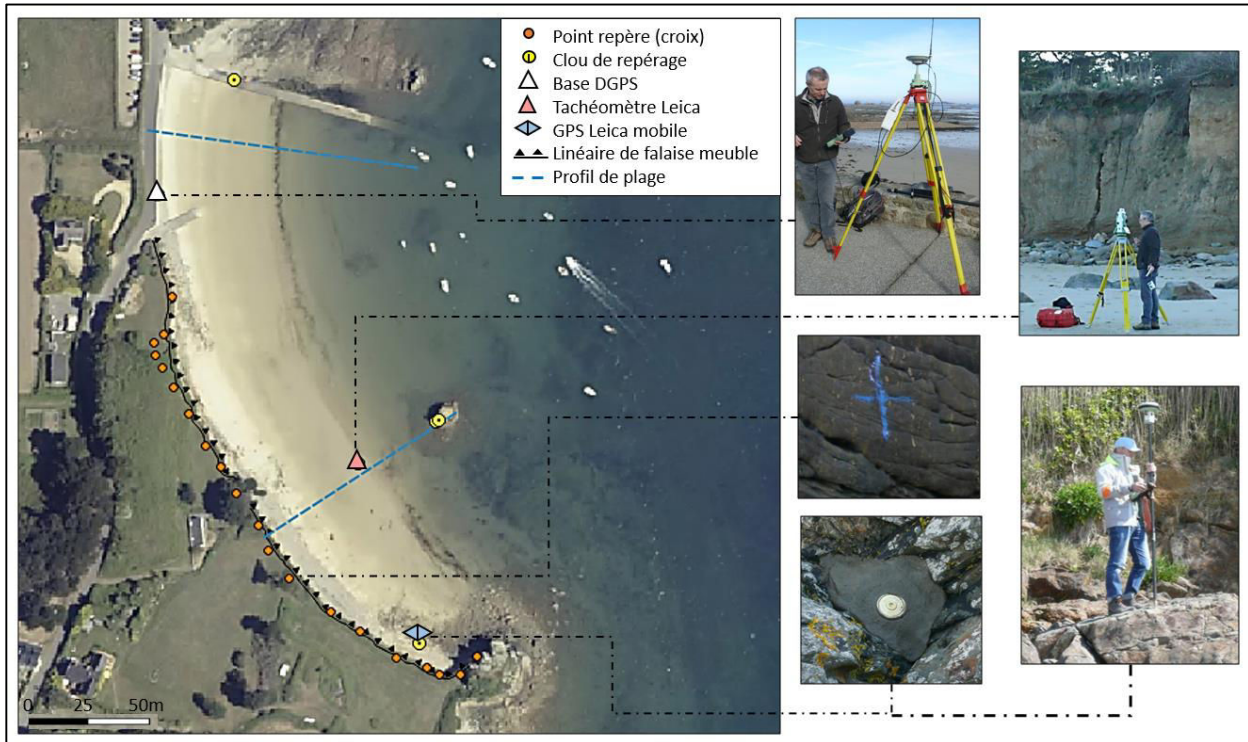 Point repère (croix)
Clou de repérage
Base DGPS
Tachéomètre Leica
GPS Leica mobile
Linéaire de falaise meuble
Profil de plage
0 25 50m